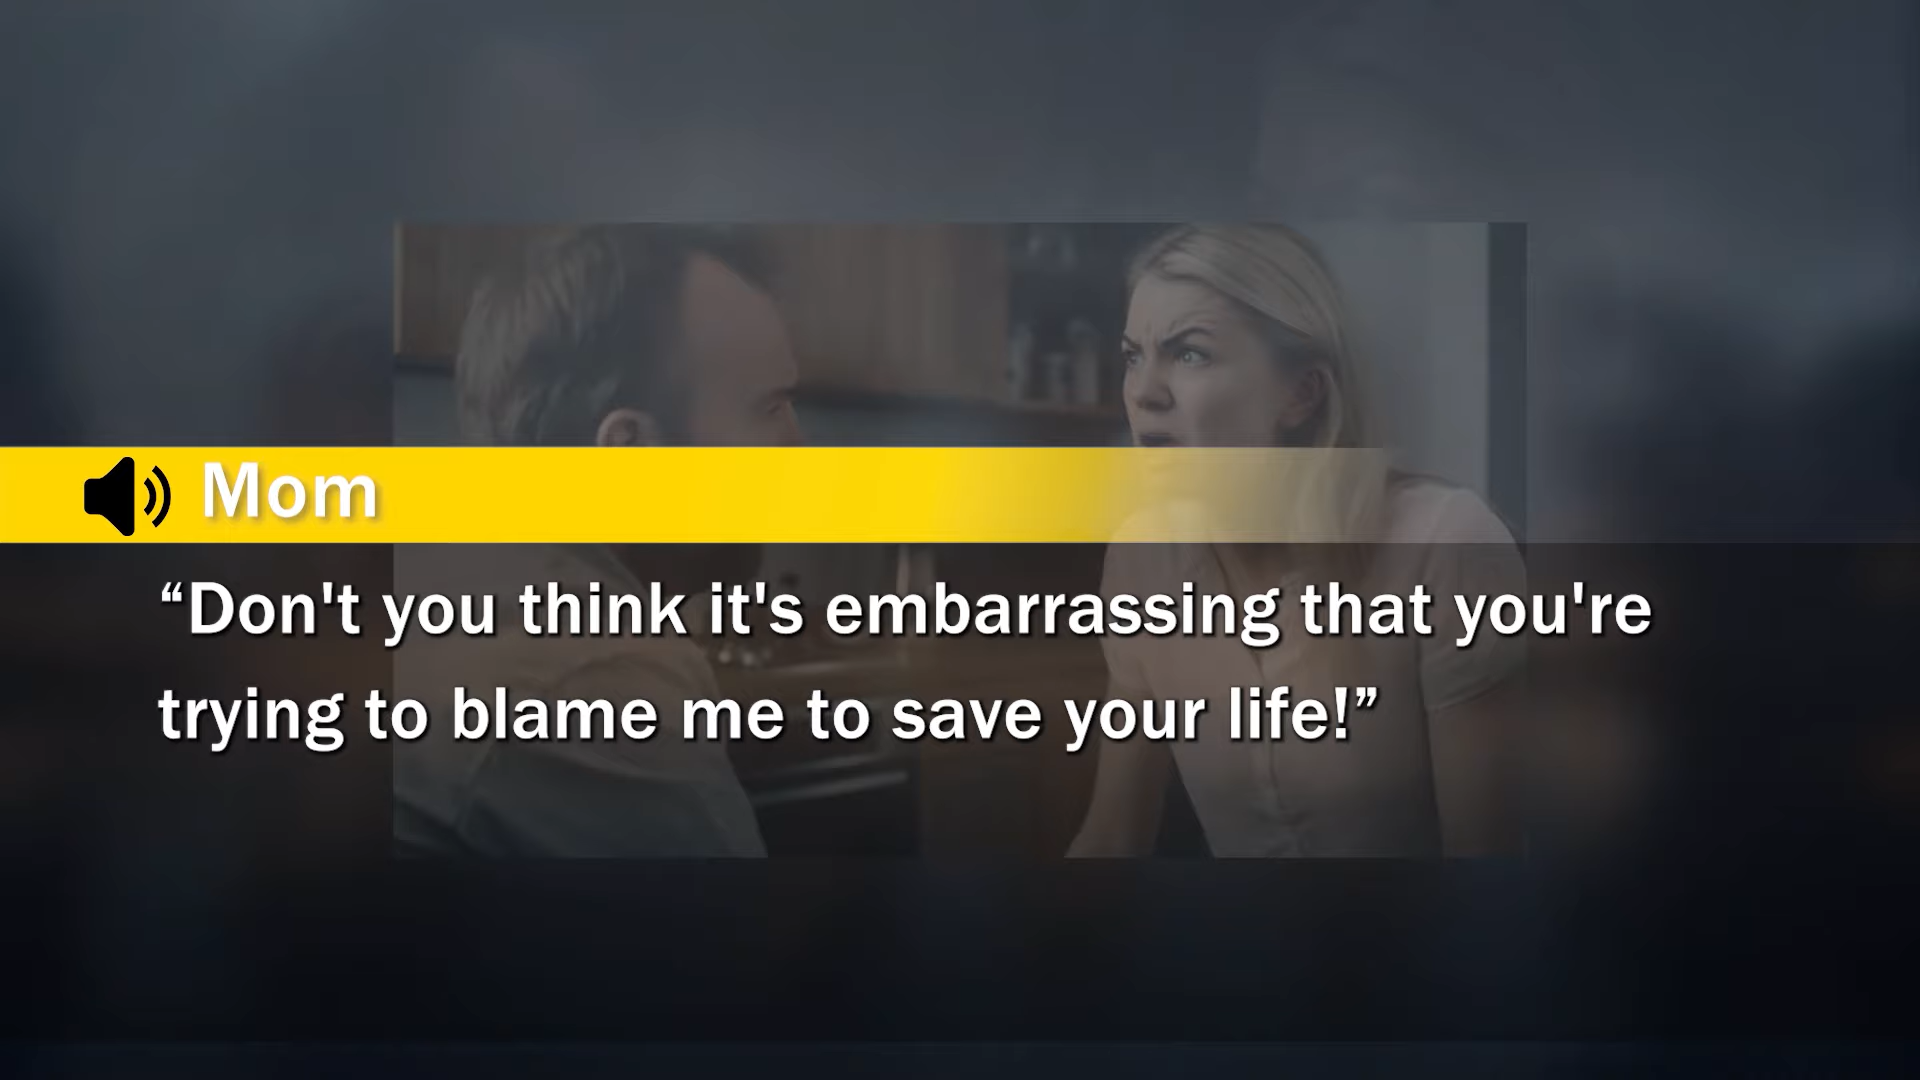 Mom
“Don't you think it's embarrassing that you're
trying to blame me to save your life!”